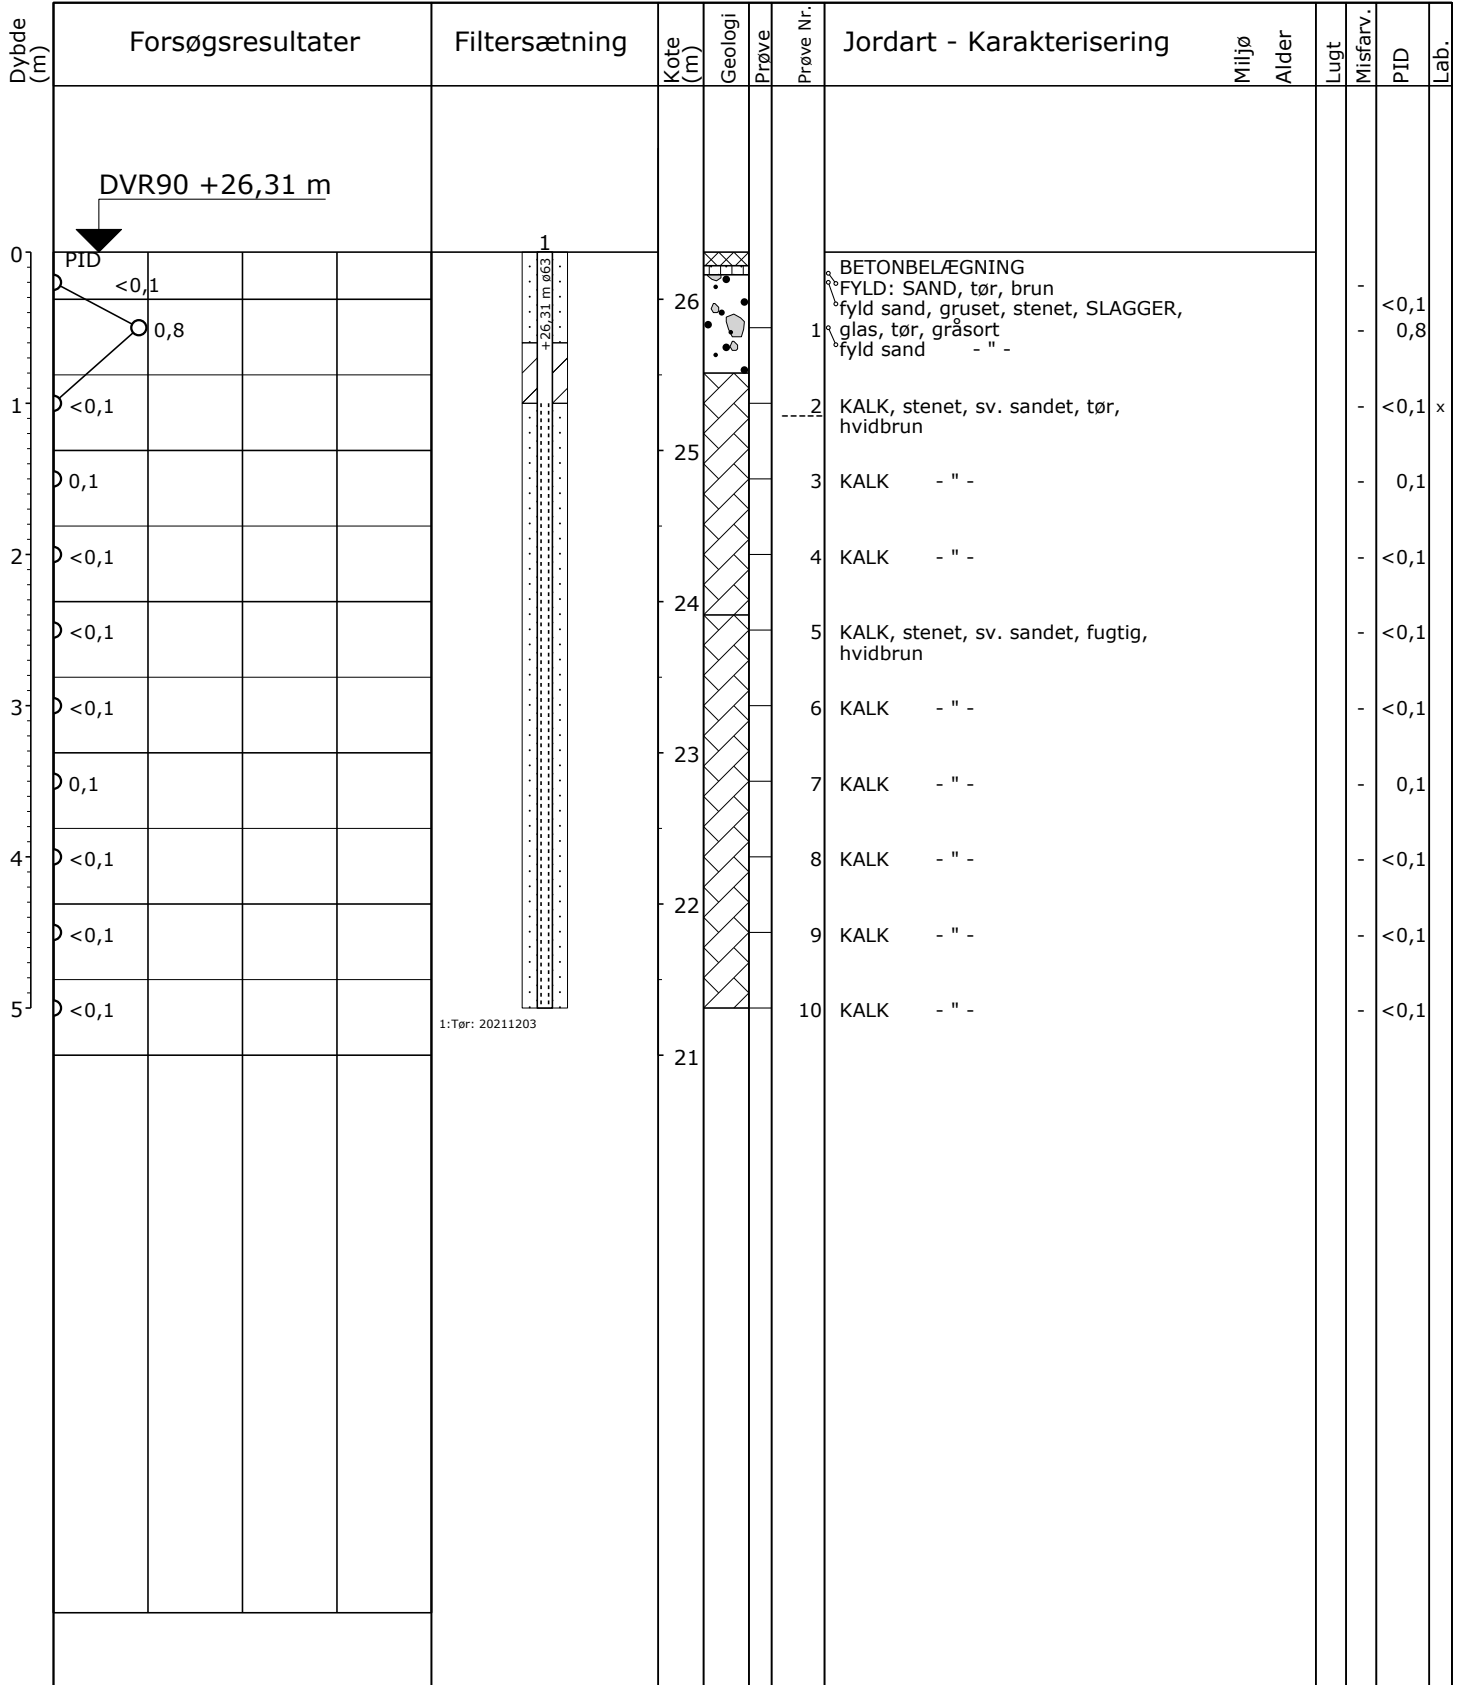 Dybde (m)
Forsøgsresultater
Filtersætning
Kote (m)
Geologi
Prøve
Prøve Nr.
Jordart - Karakterisering
Miljø
Alder
Lugt
Misfarv.
PID
Lab.
DVR90 +26,31 m
1
+26,31 m ø63
0
PID
<0,1
BETONBELÆGNING
FYLD: SAND, tør, brun
-
26
fyld sand, gruset, stenet, SLAGGER,
<0,1
0,8
1
glas, tør, gråsort
- 0,8
fyld sand - " -
1
<0,1
2
KALK, stenet, sv. sandet, tør,
- <0,1 x
hvidbrun
25
0,1
3
KALK - " -
- 0,1
2
<0,1
4
KALK - " -
- <0,1
24
<0,1
5
KALK, stenet, sv. sandet, fugtig,
- <0,1
hvidbrun
3
<0,1
6
KALK - " -
- <0,1
23
0,1
7
KALK - " -
- 0,1
4
<0,1
8
KALK - " -
- <0,1
22
<0,1
9
KALK - " -
- <0,1
5
<0,1
10
KALK - " -
- <0,1
1:Tør: 20211203
21